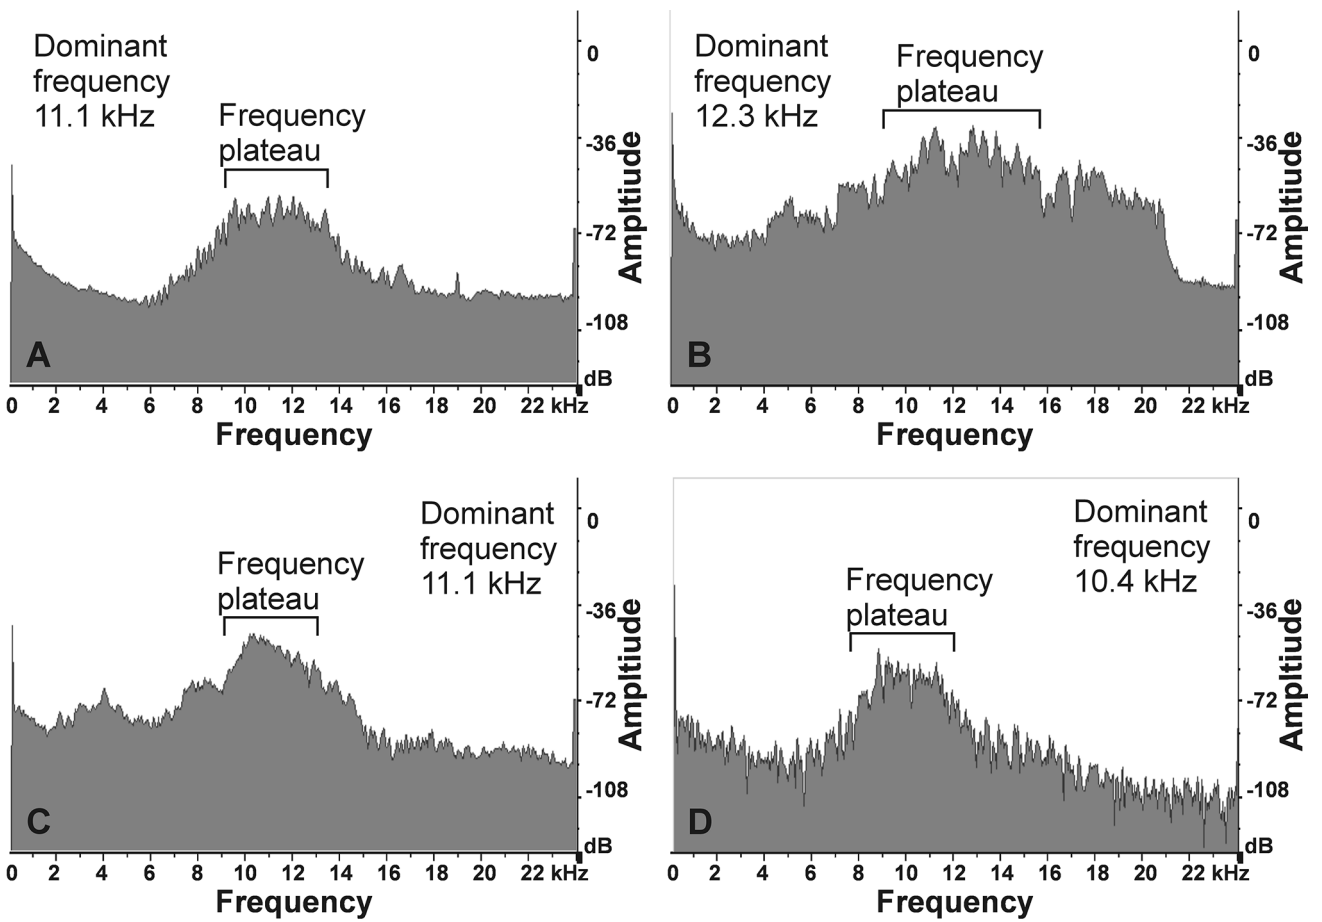 Dominant
frequency
11.1 kHz
Frequency
plateau
0
-36
-72
-108
dB
Ampltiude
A
0 2 4 6 8 10 12 14 16 18 20 22 kHz
Frequency
Dominant
frequency
12.3 kHz
Frequency
plateau
0
-36
-72
-108
dB
Ampltiude
B
0 2 4 6 8 10 12 14 16 18 20 22 kHz
Frequency
Dominant
frequency
11.1 kHz
Frequency
plateau
0
-36
-72
-108
dB
Ampltiude
C
0 2 4 6 8 10 12 14 16 18 20 22 kHz
Frequency
Dominant
frequency
10.4 kHz
Frequency
plateau
0
-36
-72
-108
dB
Ampltiude
D
0 2 4 6 8 10 12 14 16 18 20 22 kHz
Frequency